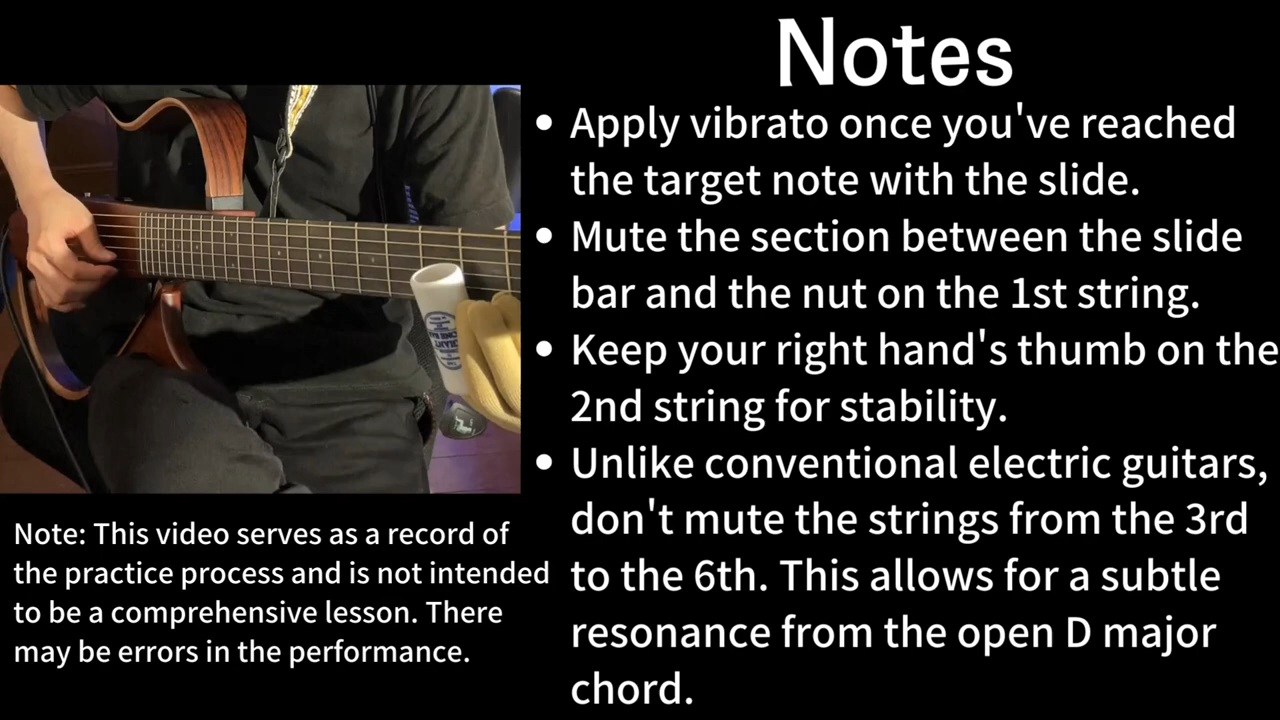 Notes
• Apply vibrato once you've reached
the target note with the slide.
• Mute the section between the slide
bar and the nut on the 1st string.
• Keep your right hand's thumb on the
2nd string for stability.
• Unlike conventional electric guitars,
don't mute the strings from the 3rd
to the 6th. This allows for a subtle
resonance from the open D major
chord.
Note: This video serves as a record of
the practice process and is not intended
to be a comprehensive lesson. There
may be errors in the performance.